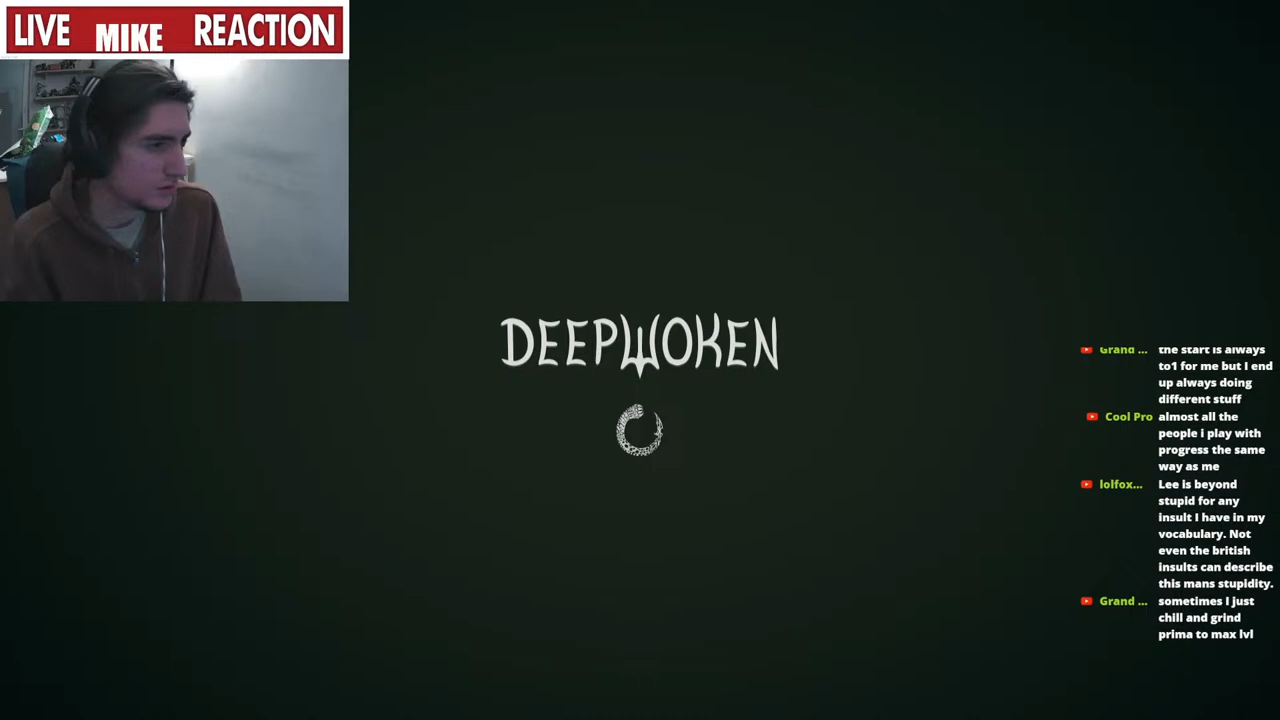 LIVE MIKE REACTION
DEEPWOKEN
Grand ... the start is always
to1 for me but I end
up always doing
different stuff
Cool Pro almost all the
people i play with
progress the same
way as me
lolfox... Lee is beyond
stupid for any
insult I have in my
vocabulary. Not
even the british
insults can describe
this mans stupidity.
Grand ... sometimes I just
chill and grind
prima to max lvl